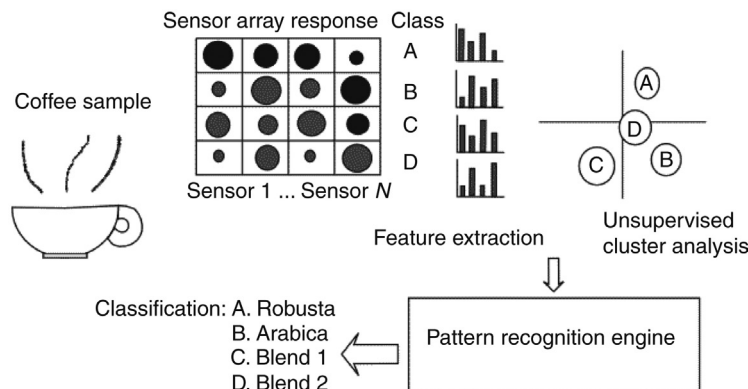 Sensor array response
Class
A
B
C
D
Coffee sample
Sensor 1 ... Sensor N
A
D
C
B
Unsupervised
cluster analysis
Feature extraction
Pattern recognition engine
Classification: A. Robusta
B. Arabica
C. Blend 1
D. Blend 2